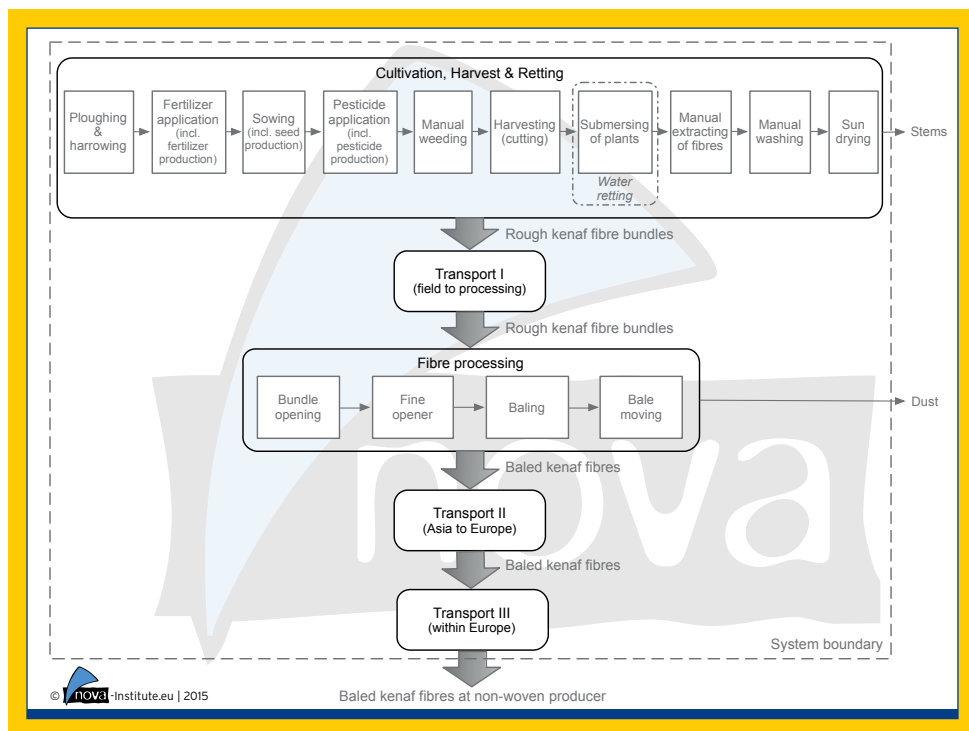 Cultivation, Harvest & Retting
Ploughing
&
harrowing
Fertilizer
application
(incl.
fertilizer
production)
Sowing
(incl. seed
production)
Pesticide
application
(incl.
pesticide
production)
Manual
weeding
Harvesting
(cutting)
Submersing
of plants
Water
retting
Manual
extracting
of fibres
Manual
washing
Sun
drying
Stems
Rough kenaf fibre bundles
Transport I
(field to processing)
Rough kenaf fibre bundles
Fibre processing
Bundle
opening
Fine
opener
Baling
Bale
moving
Dust
Baled kenaf fibres
nova
Transport II
(Asia to Europe)
Baled kenaf fibres
Transport III
(within Europe)
System boundary
© nova-Institute.eu | 2015
Baled kenaf fibres at non-woven producer